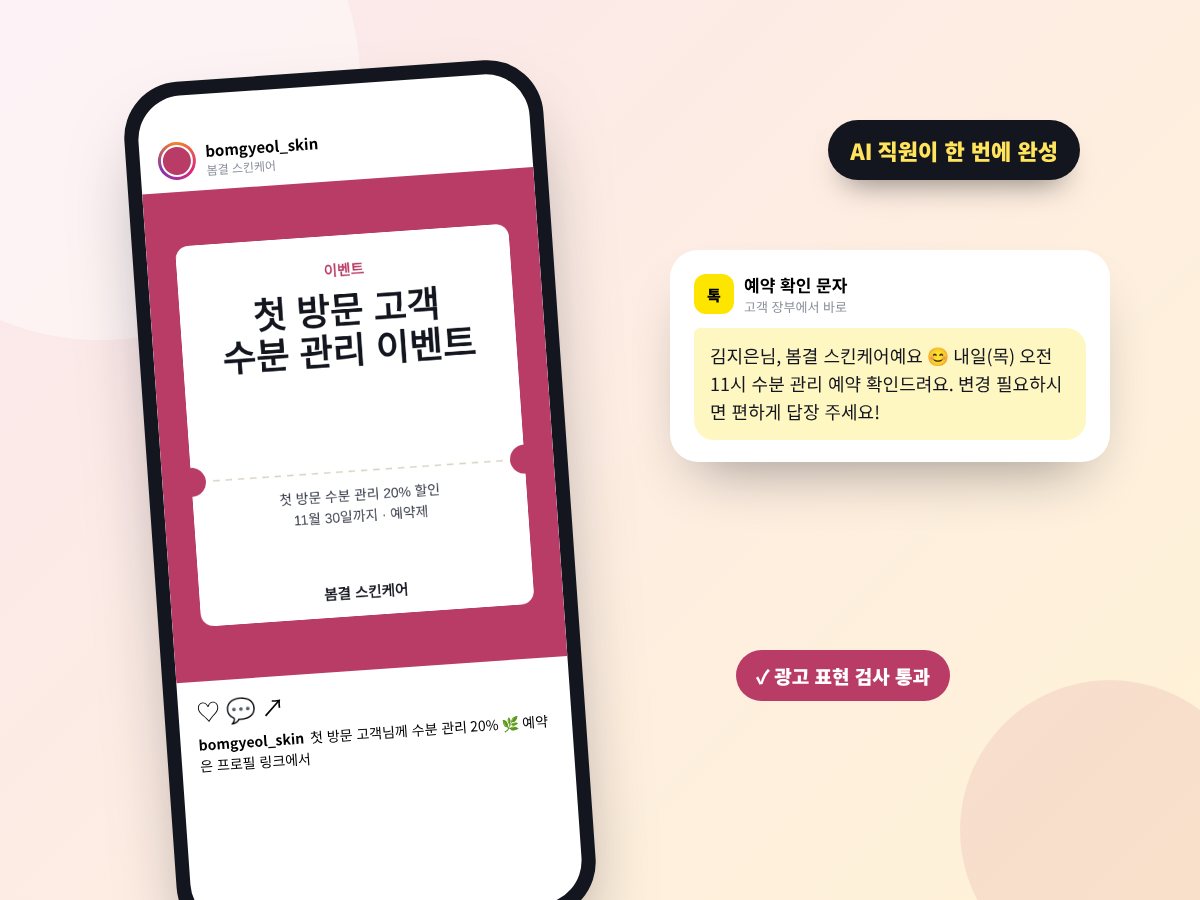 bomgyeol_skin
봄결 스킨케어
이벤트
첫 방문 고객
수분 관리 이벤트
첫 방문 수분 관리 20% 할인
11월 30일까지 · 예약제
봄결 스킨케어
♡ 💬 ↗
bomgyeol_skin 첫 방문 고객님께 수분 관리 20% 🌿 예약
은 프로필 링크에서
AI 직원이 한 번에 완성
톡
예약 확인 문자
고객 장부에서 바로
김지은님, 봄결 스킨케어예요 😊 내일(목) 오전
11시 수분 관리 예약 확인드려요. 변경 필요하시
면 편하게 답장 주세요!
✓ 광고 표현 검사 통과